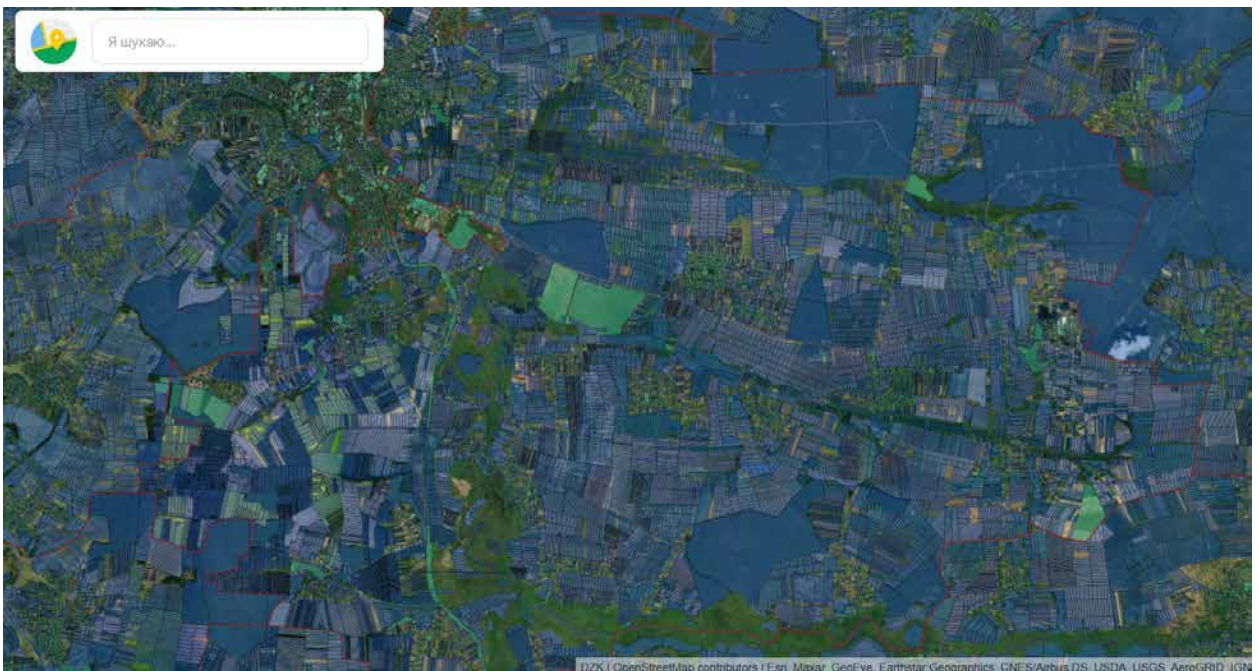 Я шукаю...
DZK | OpenStreetMap contributors | Esri, Maxar, GeoEye, Earthstar Geographics, CNES/Airbus DS, USDA, USGS, AeroGRID, IGN